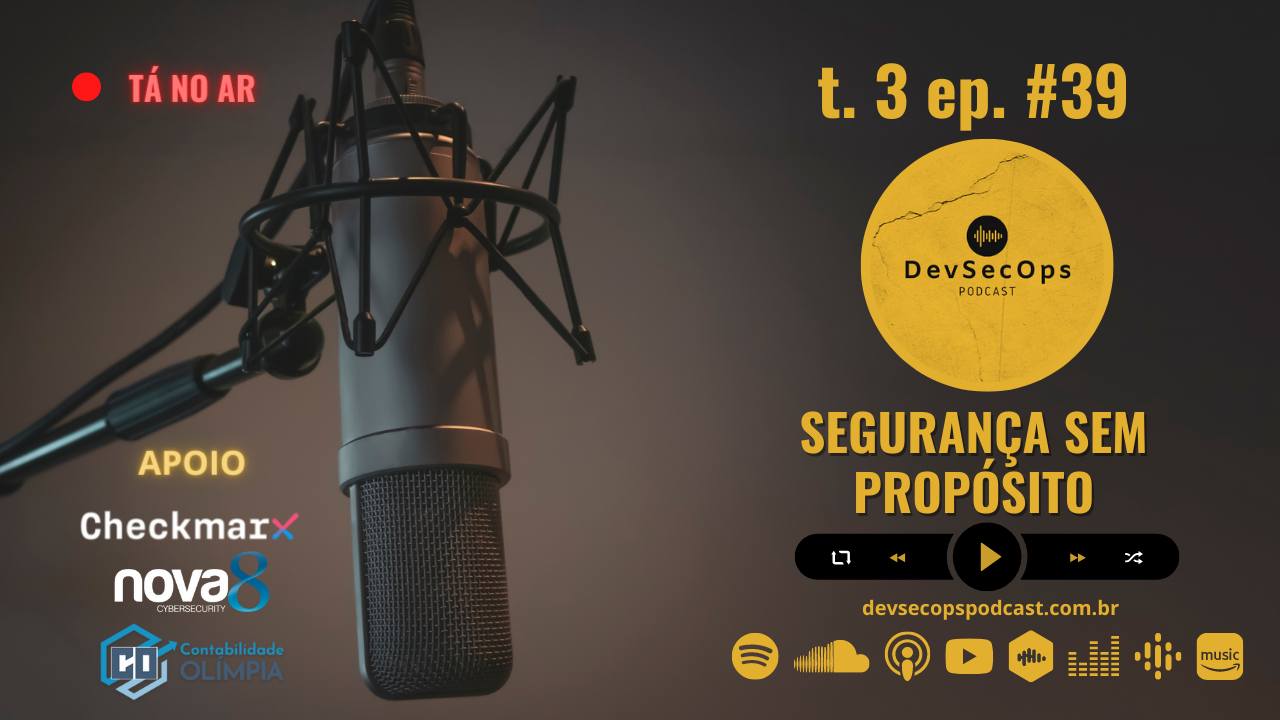 TÁ NO AR
t. 3 ep. #39
DevSecOps
PODCAST
SEGURANÇA SEM
PROPÓSITO
devsecopspodcast.com.br
music
APOIO
Checkmarx
nova8
CYBERSECURITY
CO
Contabilidade
OLÍMPIA